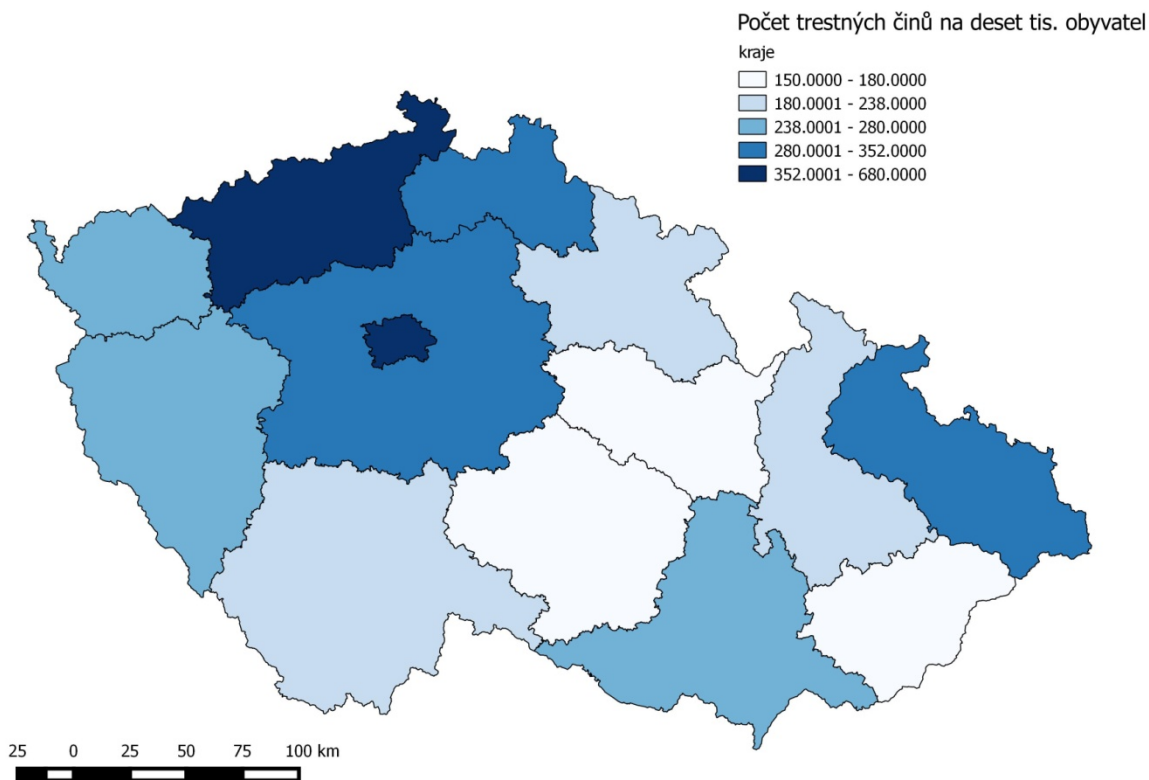 Počet trestných činů na deset tis. obyvatel
kraje
150.0000 - 180.0000
180.0001 - 238.0000
238.0001 - 280.0000
280.0001 - 352.0000
352.0001 - 680.0000
25 0 25 50 75 100 km